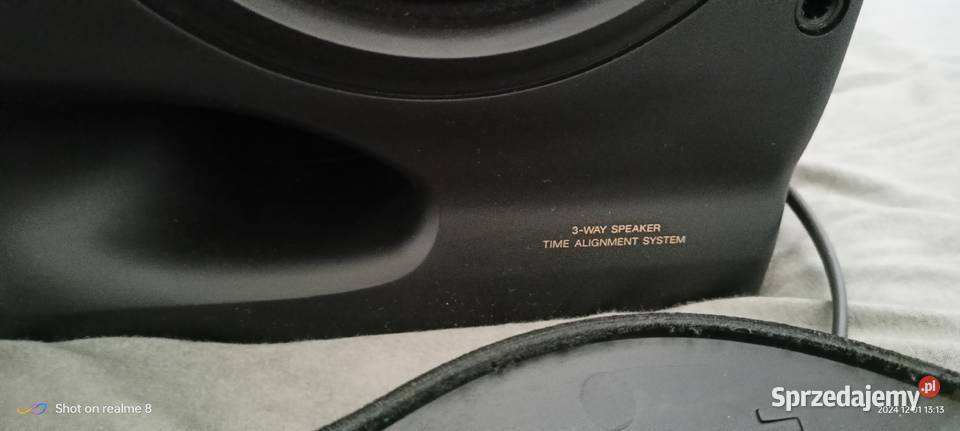 3-WAY SPEAKER
TIME ALIGNMENT SYSTEM
Shot on realme 8
Sprzedajemy.pl
2024 12 01 13:13